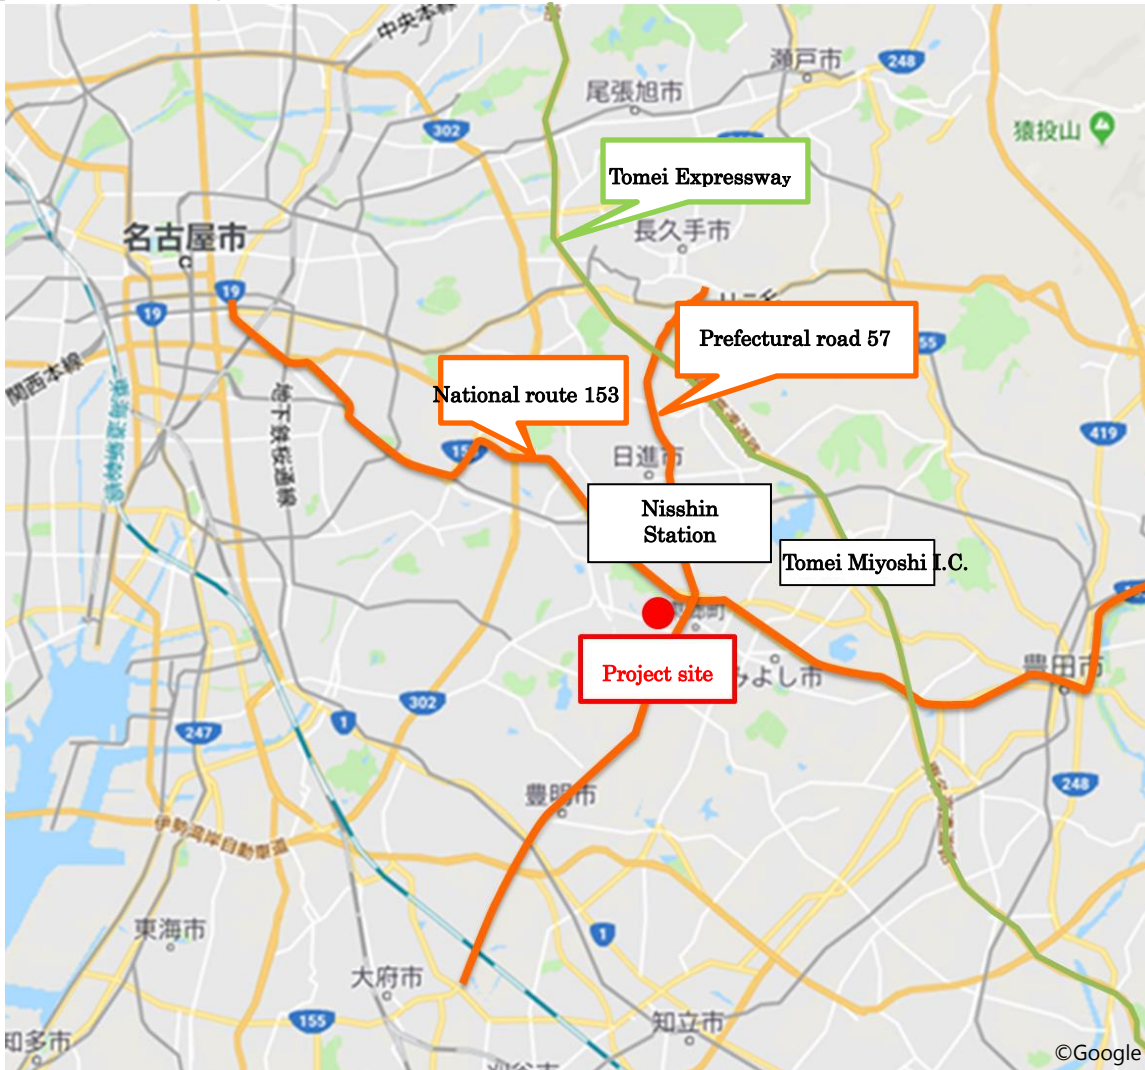 中央本線
瀬戸市
248
尾張旭市
302
猿投山
Tomei Expressway
長久手市
名古屋市
19
19
Prefectural road 57
関西本線
National route 153
419
地下鉄桜通線
日進市
Nisshin
Station
Tomei Miyoshi I.C.
Project site
みよし市
豊田市
302
1
247
248
豊明市
伊勢湾岸自動車道
1
東海市
大府市
155
知立市
知多市
©Google